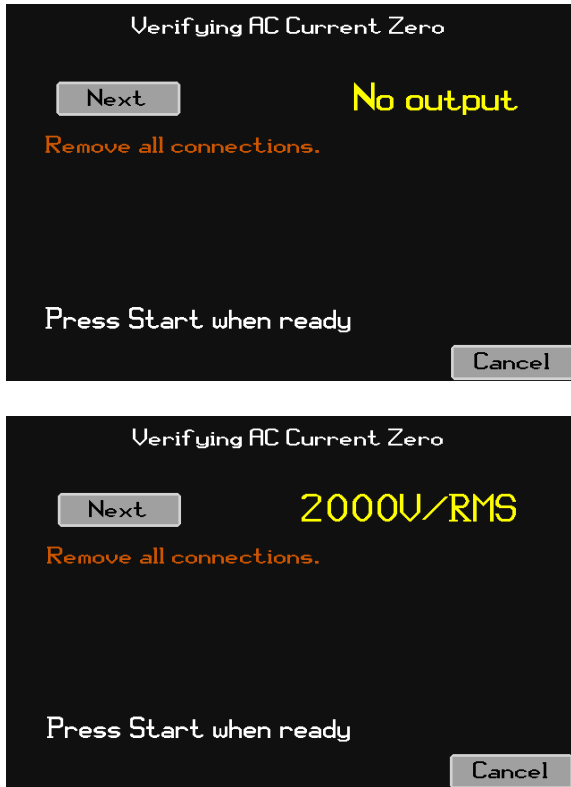 Verifying AC Current Zero
Next
No output
Remove all connections.
Press Start when ready
Cancel
Verifying AC Current Zero
Next
2000V/RMS
Remove all connections.
Press Start when ready
Cancel